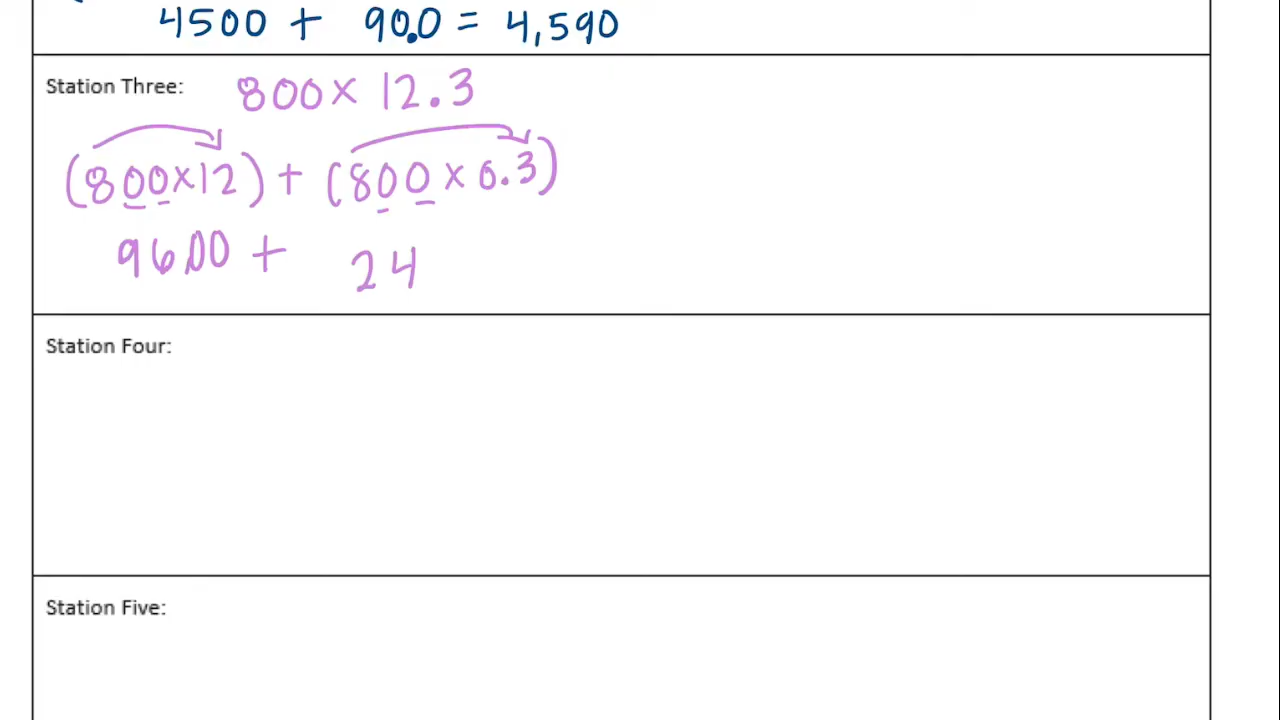 4500 + 90.0 = 4,590
Station Three: 800 × 12.3
(800×12) + (800 × 0.3)
9600 + 24
Station Four:
Station Five: